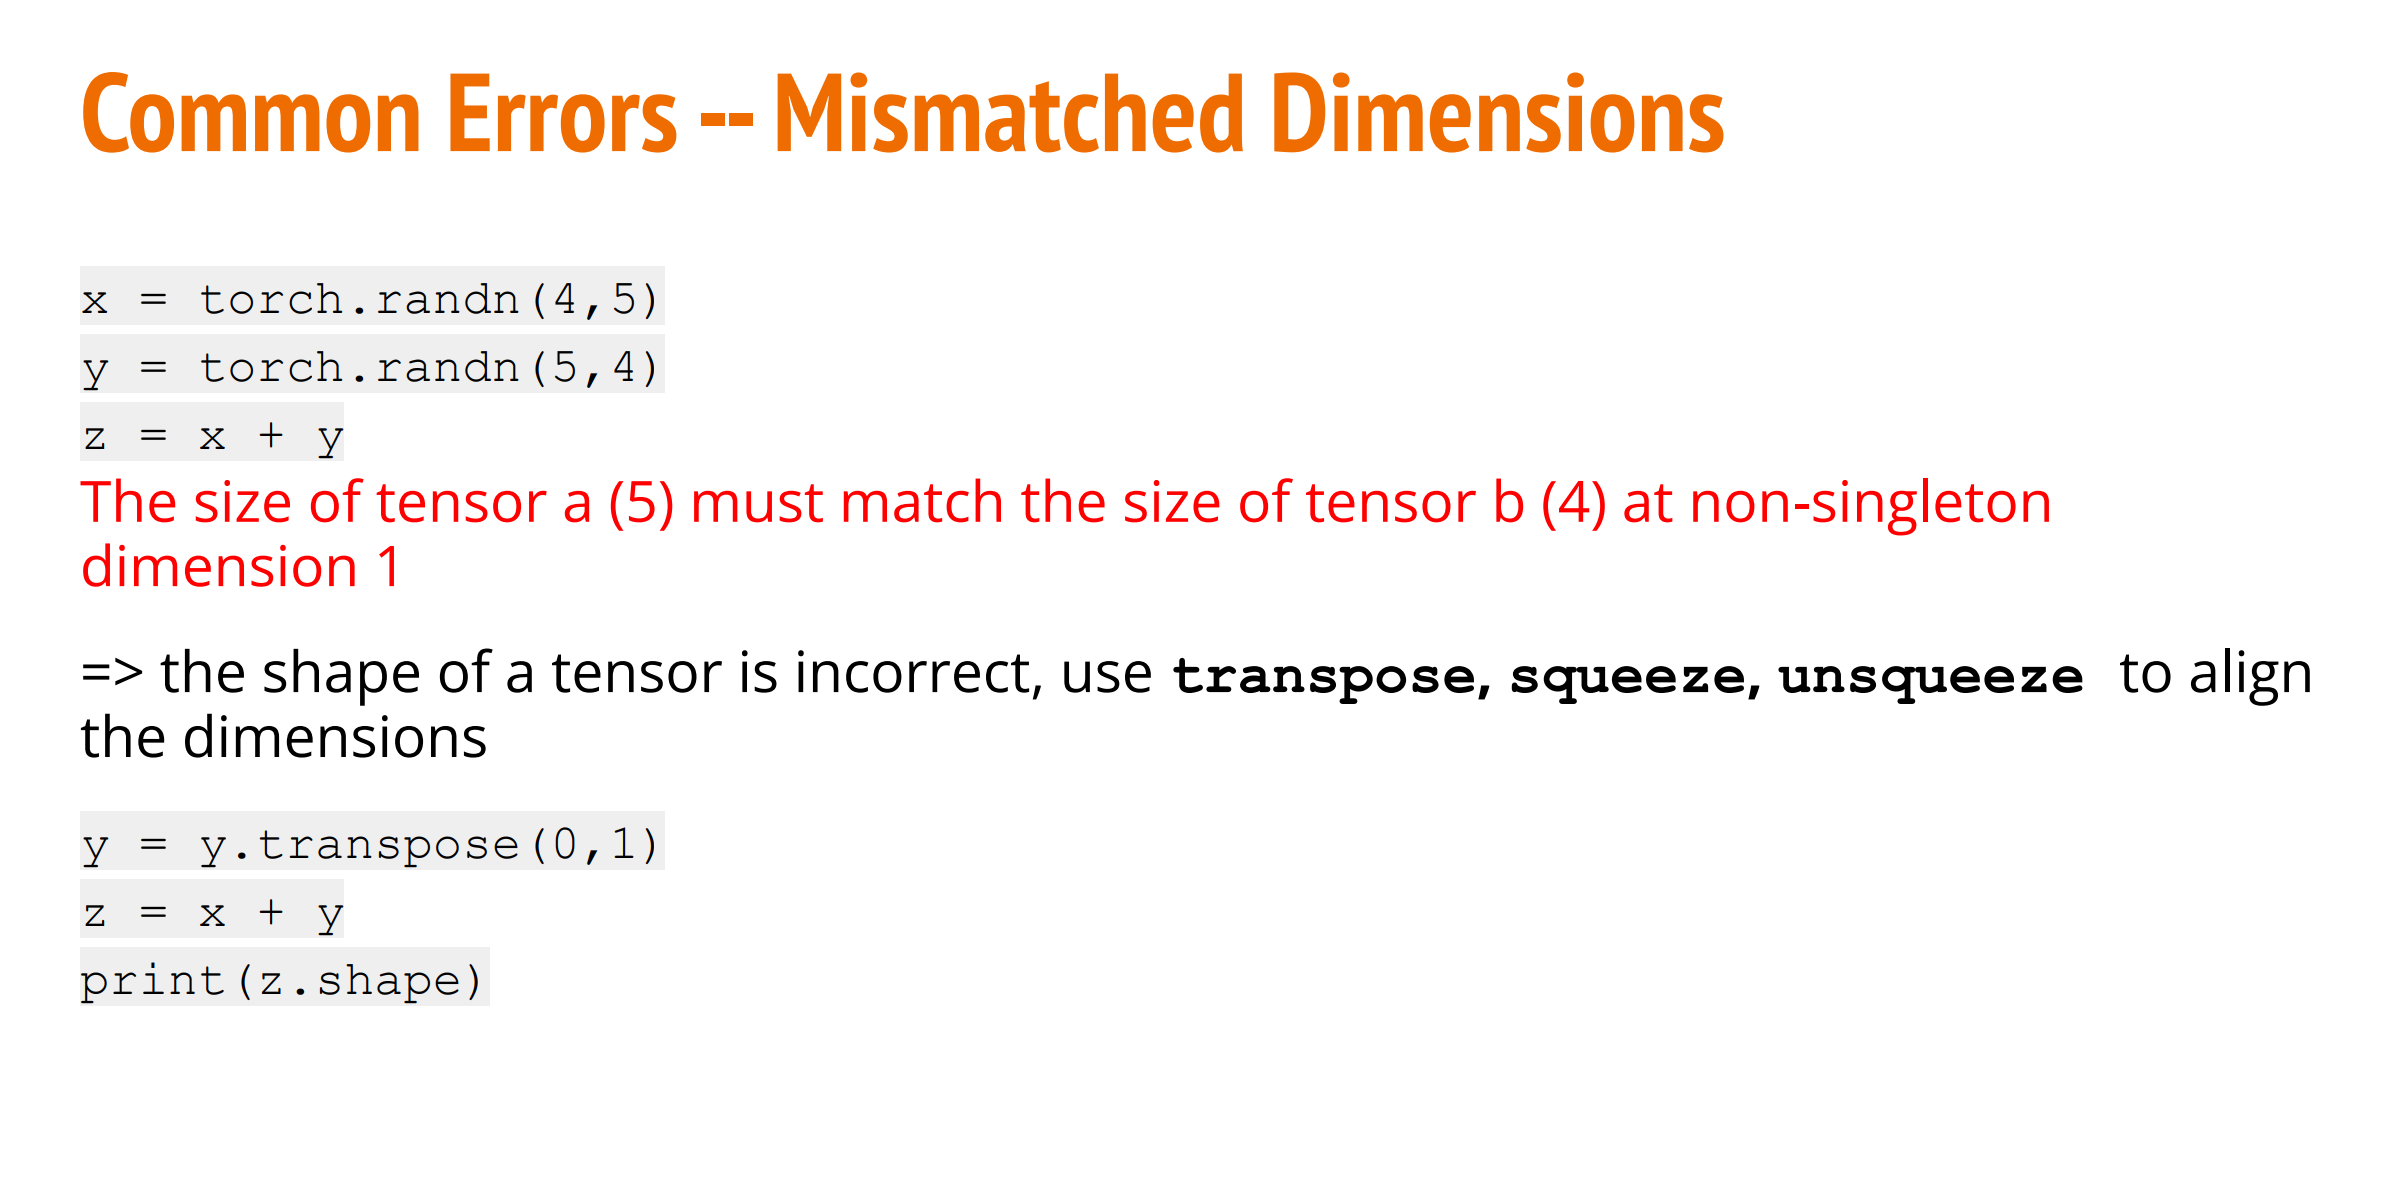 Common Errors -- Mismatched Dimensions
x = torch.randn(4,5)
y = torch.randn(5,4)
z = x + y
The size of tensor a (5) must match the size of tensor b (4) at non-singleton
dimension 1
=> the shape of a tensor is incorrect, use transpose, squeeze, unsqueeze to align
the dimensions
y = y.transpose(0,1)
z = x + y
print(z.shape)